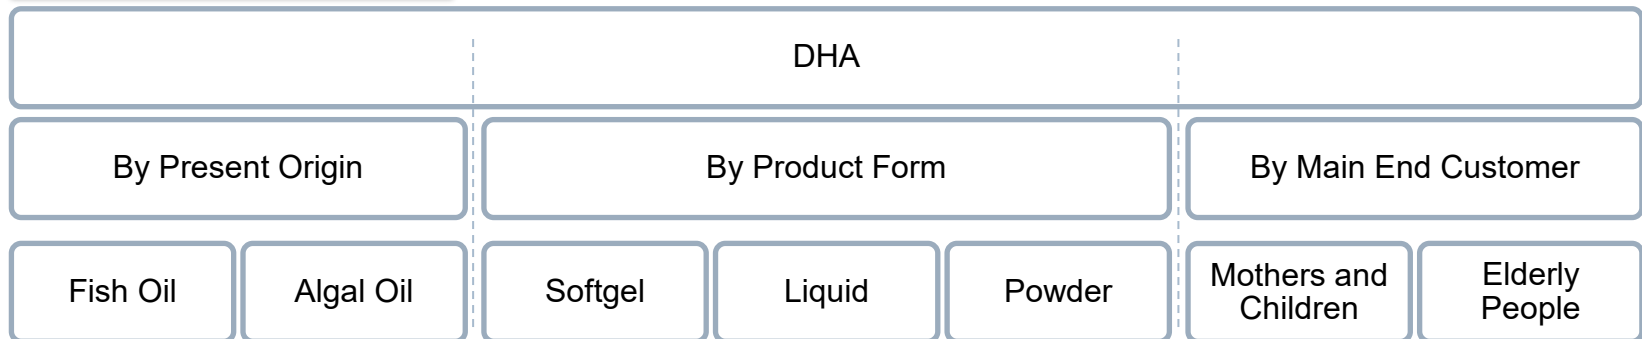 DHA
By Present Origin
By Product Form
By Main End Customer
Fish Oil
Algal Oil
Softgel
Liquid
Powder
Mothers and
Children
Elderly
People